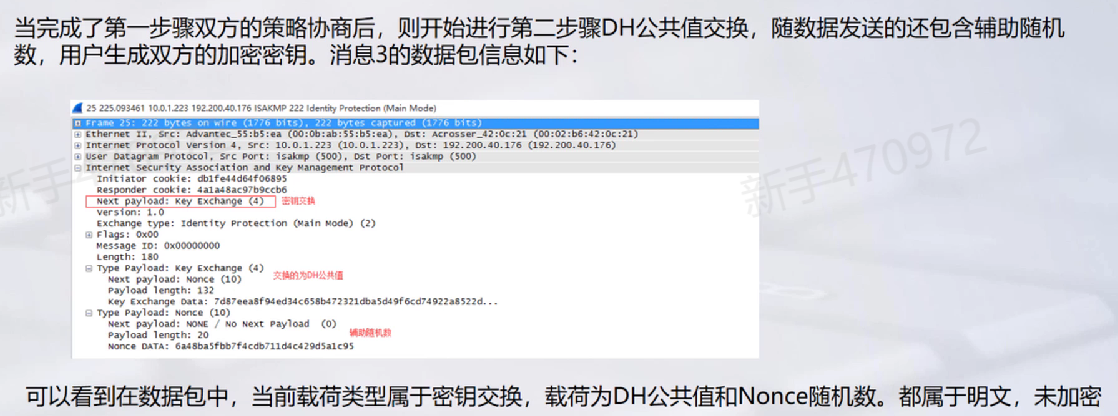 当完成了第一步骤双方的策略协商后，则开始进行第二步骤DH公共值交换，随数据发送的还包含辅助随机
数，用户生成双方的加密密钥。消息3的数据包信息如下：
25 225.093461 10.0.1.223 192.200.40.176 ISAKMP 222 Identity Protection (Main Mode)
Frame 25: 222 bytes on wire (1776 bits), 222 bytes captured (1776 bits)
Ethernet II, Src: Advantec_55:b5:ea (00:0b:ab:55:b5:ea), Dst: Acrosser_42:0c:21 (00:02:b6:42:0c:21)
Internet Protocol Version 4, Src: 10.0.1.223 (10.0.1.223), Dst: 192.200.40.176 (192.200.40.176)
User Datagram Protocol, Src Port: isakmp (500), Dst Port: isakmp (500)
Internet Security Association and Key Management Protocol
Initiator cookie: db1fe44d64f06895
Responder cookie: 4a1a48ac97b9ccb6
Next payload: Key Exchange (4) 密钥交换
Version: 1.0
Exchange type: Identity Protection (Main Mode) (2)
Flags: 0x00
Message ID: 0x00000000
Length: 180
Type Payload: Key Exchange (4)
Next payload: Nonce (10) 交换的为DH公共值
Payload length: 132
Key Exchange Data: 7d87eea8f94ed34c658b472321dba5d49f6cd74922a8522d...
Type Payload: Nonce (10)
Next payload: NONE / No Next Payload (0)
Payload length: 20 辅助随机数
Nonce DATA: 6a48ba5fbb7f4cdb711d4c429d5a1c95
新手470972
可以看到在数据包中，当前载荷类型属于密钥交换，载荷为DH公共值和Nonce随机数。都属于明文，未加密